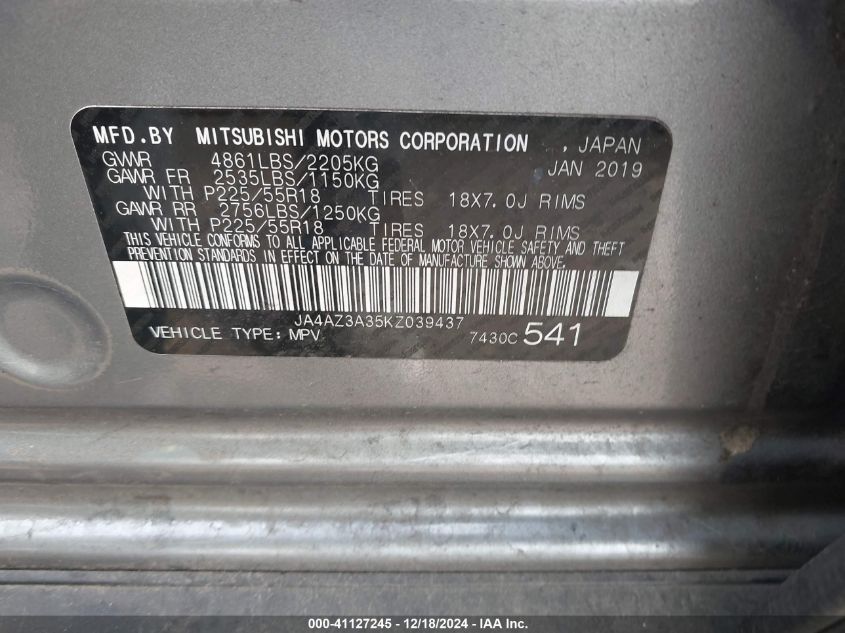 MFD.BY MITSUBISHI MOTORS CORPORATION , JAPAN
GVWR 4861LBS/2205KG JAN 2019
GAWR FR 2535LBS/1150KG
WITH P225/55R18 TIRES 18X7.0J RIMS
GAWR RR 2756LBS/1250KG
WITH P225/55R18 TIRES 18X7.0J RIMS
THIS VEHICLE CONFORMS TO ALL APPLICABLE FEDERAL MOTOR VEHICLE SAFETY AND THEFT
PREVENTION STANDARDS IN EFFECT ON THE DATE OF MANUFACTURE SHOWN ABOVE.
JA4AZ3A35KZ039437
VEHICLE TYPE: MPV 7430C 541
000-41127245 - 12/18/2024 - IAA Inc.